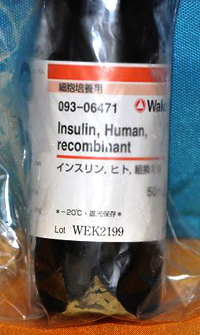 細胞培養用
093-06471
Wako
Insulin, Human,
recombinant
インスリン, ヒト, 組換え体
*-20℃・遮光保存*
Lot WEK2199